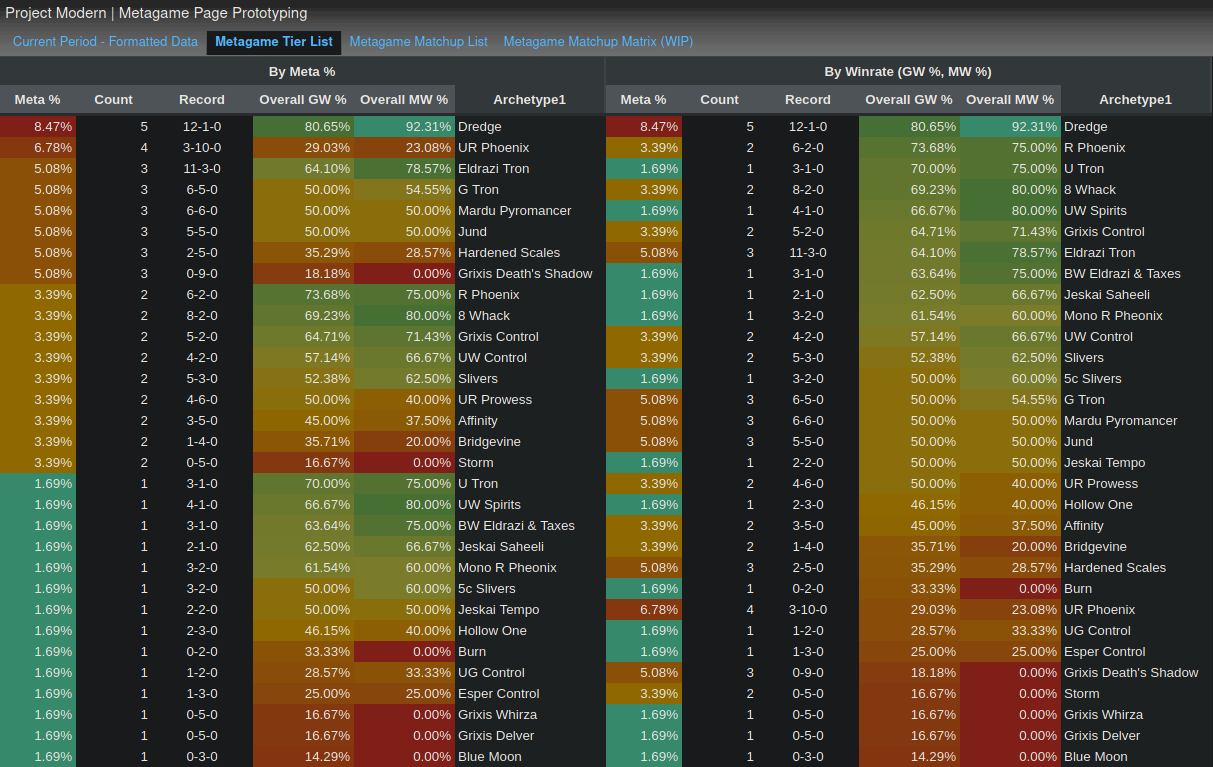 Project Modern | Metagame Page Prototyping
Current Period - Formatted Data Metagame Tier List Metagame Matchup List Metagame Matchup Matrix (WIP)
By Meta % By Winrate (GW %, MW %)
Meta % Count Record Overall GW % Overall MW % Archetype1 Meta % Count Record Overall GW % Overall MW % Archetype1
8.47% 5 12-1-0 80.65% 92.31% Dredge 8.47% 5 12-1-0 80.65% 92.31% Dredge
6.78% 4 3-10-0 29.03% 23.08% UR Phoenix 3.39% 2 6-2-0 73.68% 75.00% R Phoenix
5.08% 3 11-3-0 64.10% 78.57% Eldrazi Tron 1.69% 1 3-1-0 70.00% 75.00% U Tron
5.08% 3 6-5-0 50.00% 54.55% G Tron 3.39% 2 8-2-0 69.23% 80.00% 8 Whack
5.08% 3 6-6-0 50.00% 50.00% Mardu Pyromancer 1.69% 1 4-1-0 66.67% 80.00% UW Spirits
5.08% 3 5-5-0 50.00% 50.00% Jund 3.39% 2 5-2-0 64.71% 71.43% Grixis Control
5.08% 3 2-5-0 35.29% 28.57% Hardened Scales 5.08% 3 11-3-0 64.10% 78.57% Eldrazi Tron
5.08% 3 0-9-0 18.18% 0.00% Grixis Death's Shadow 1.69% 1 3-1-0 63.64% 75.00% BW Eldrazi & Taxes
3.39% 2 6-2-0 73.68% 75.00% R Phoenix 1.69% 1 2-1-0 62.50% 66.67% Jeskai Saheeli
3.39% 2 8-2-0 69.23% 80.00% 8 Whack 1.69% 1 3-2-0 61.54% 60.00% Mono R Pheonix
3.39% 2 5-2-0 64.71% 71.43% Grixis Control 3.39% 2 4-2-0 57.14% 66.67% UW Control
3.39% 2 4-2-0 57.14% 66.67% UW Control 3.39% 2 5-3-0 52.38% 62.50% Slivers
3.39% 2 5-3-0 52.38% 62.50% Slivers 1.69% 1 3-2-0 50.00% 60.00% 5c Slivers
3.39% 2 4-6-0 50.00% 40.00% UR Prowess 5.08% 3 6-5-0 50.00% 54.55% G Tron
3.39% 2 3-5-0 45.00% 37.50% Affinity 5.08% 3 6-6-0 50.00% 50.00% Mardu Pyromancer
3.39% 2 1-4-0 35.71% 20.00% Bridgevine 5.08% 3 5-5-0 50.00% 50.00% Jund
3.39% 2 0-5-0 16.67% 0.00% Storm 1.69% 1 2-2-0 50.00% 50.00% Jeskai Tempo
1.69% 1 3-1-0 70.00% 75.00% U Tron 3.39% 2 4-6-0 50.00% 40.00% UR Prowess
1.69% 1 4-1-0 66.67% 80.00% UW Spirits 1.69% 1 2-3-0 46.15% 40.00% Hollow One
1.69% 1 3-1-0 63.64% 75.00% BW Eldrazi & Taxes 3.39% 2 3-5-0 45.00% 37.50% Affinity
1.69% 1 2-1-0 62.50% 66.67% Jeskai Saheeli 3.39% 2 1-4-0 35.71% 20.00% Bridgevine
1.69% 1 3-2-0 61.54% 60.00% Mono R Pheonix 5.08% 3 2-5-0 35.29% 28.57% Hardened Scales
1.69% 1 3-2-0 50.00% 60.00% 5c Slivers 1.69% 1 0-2-0 33.33% 0.00% Burn
1.69% 1 2-2-0 50.00% 50.00% Jeskai Tempo 6.78% 4 3-10-0 29.03% 23.08% UR Phoenix
1.69% 1 2-3-0 46.15% 40.00% Hollow One 1.69% 1 1-2-0 28.57% 33.33% UG Control
1.69% 1 0-2-0 33.33% 0.00% Burn 1.69% 1 1-3-0 25.00% 25.00% Esper Control
1.69% 1 1-2-0 28.57% 33.33% UG Control 5.08% 3 0-9-0 18.18% 0.00% Grixis Death's Shadow
1.69% 1 1-3-0 25.00% 25.00% Esper Control 3.39% 2 0-5-0 16.67% 0.00% Storm
1.69% 1 0-5-0 16.67% 0.00% Grixis Whirza 1.69% 1 0-5-0 16.67% 0.00% Grixis Whirza
1.69% 1 0-5-0 16.67% 0.00% Grixis Delver 1.69% 1 0-5-0 16.67% 0.00% Grixis Delver
1.69% 1 0-3-0 14.29% 0.00% Blue Moon 1.69% 1 0-3-0 14.29% 0.00% Blue Moon